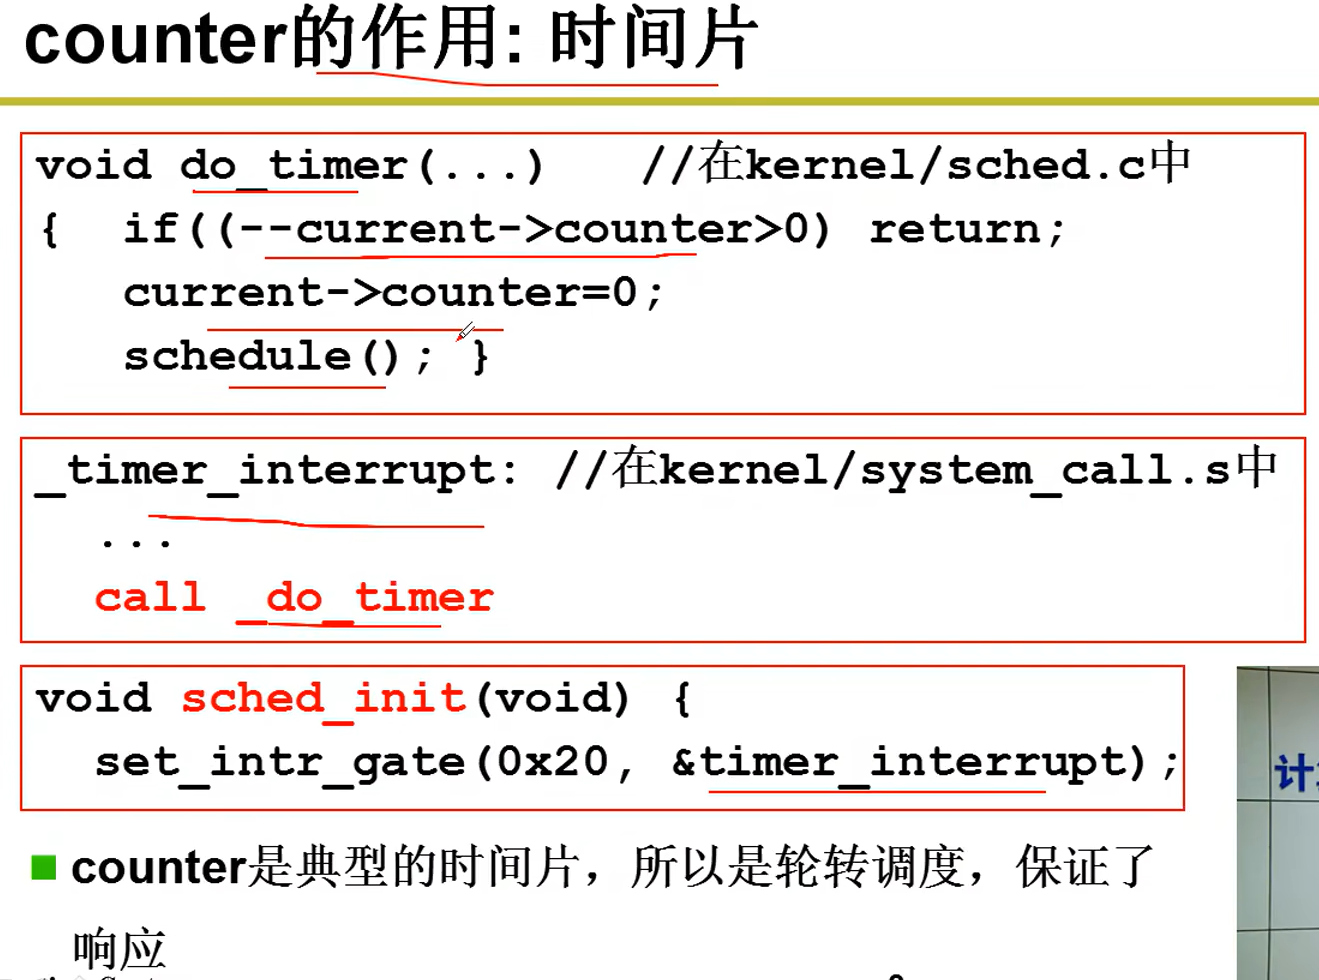 counter的作用: 时间片
void do_timer(...) //在kernel/sched.c中
{ if((--current->counter>0) return;
current->counter=0;
schedule(); }
_timer_interrupt: //在kernel/system_call.s中
...
call _do_timer
void sched_init(void) {
set_intr_gate(0x20, &timer_interrupt);
计
counter是典型的时间片，所以是轮转调度，保证了
响应